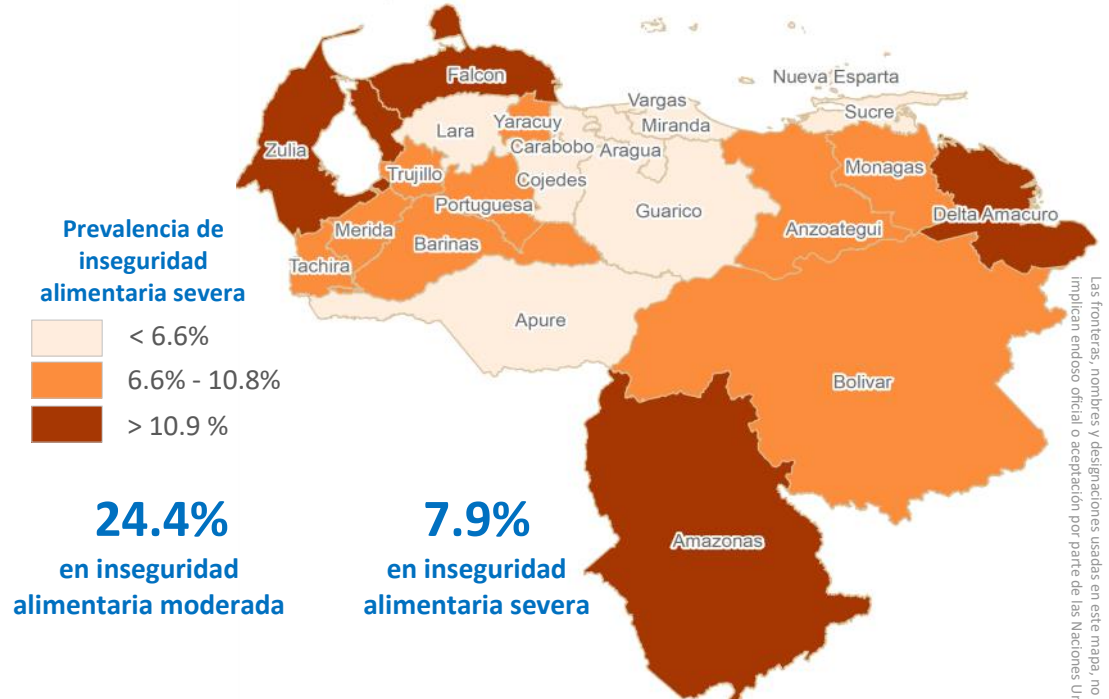 Falcon
Nueva Esparta
Vargas
Sucre
Lara
Yaracuy
Miranda
Zulia
Carabobo
Aragua
Trujillo
Cojedes
Monagas
Portuguesa
Guarico
Delta Amacuro
Merida
Barinas
Anzoategui
Tachira
Apure
Bolivar
Amazonas
Prevalencia de
inseguridad
alimentaria severa
< 6.6%
6.6% - 10.8%
> 10.9 %
24.4%
en inseguridad
alimentaria moderada
7.9%
en inseguridad
alimentaria severa
Las fronteras, nombres y designaciones usadas en este mapa, no
implican endoso oficial o aceptación por parte de las Naciones